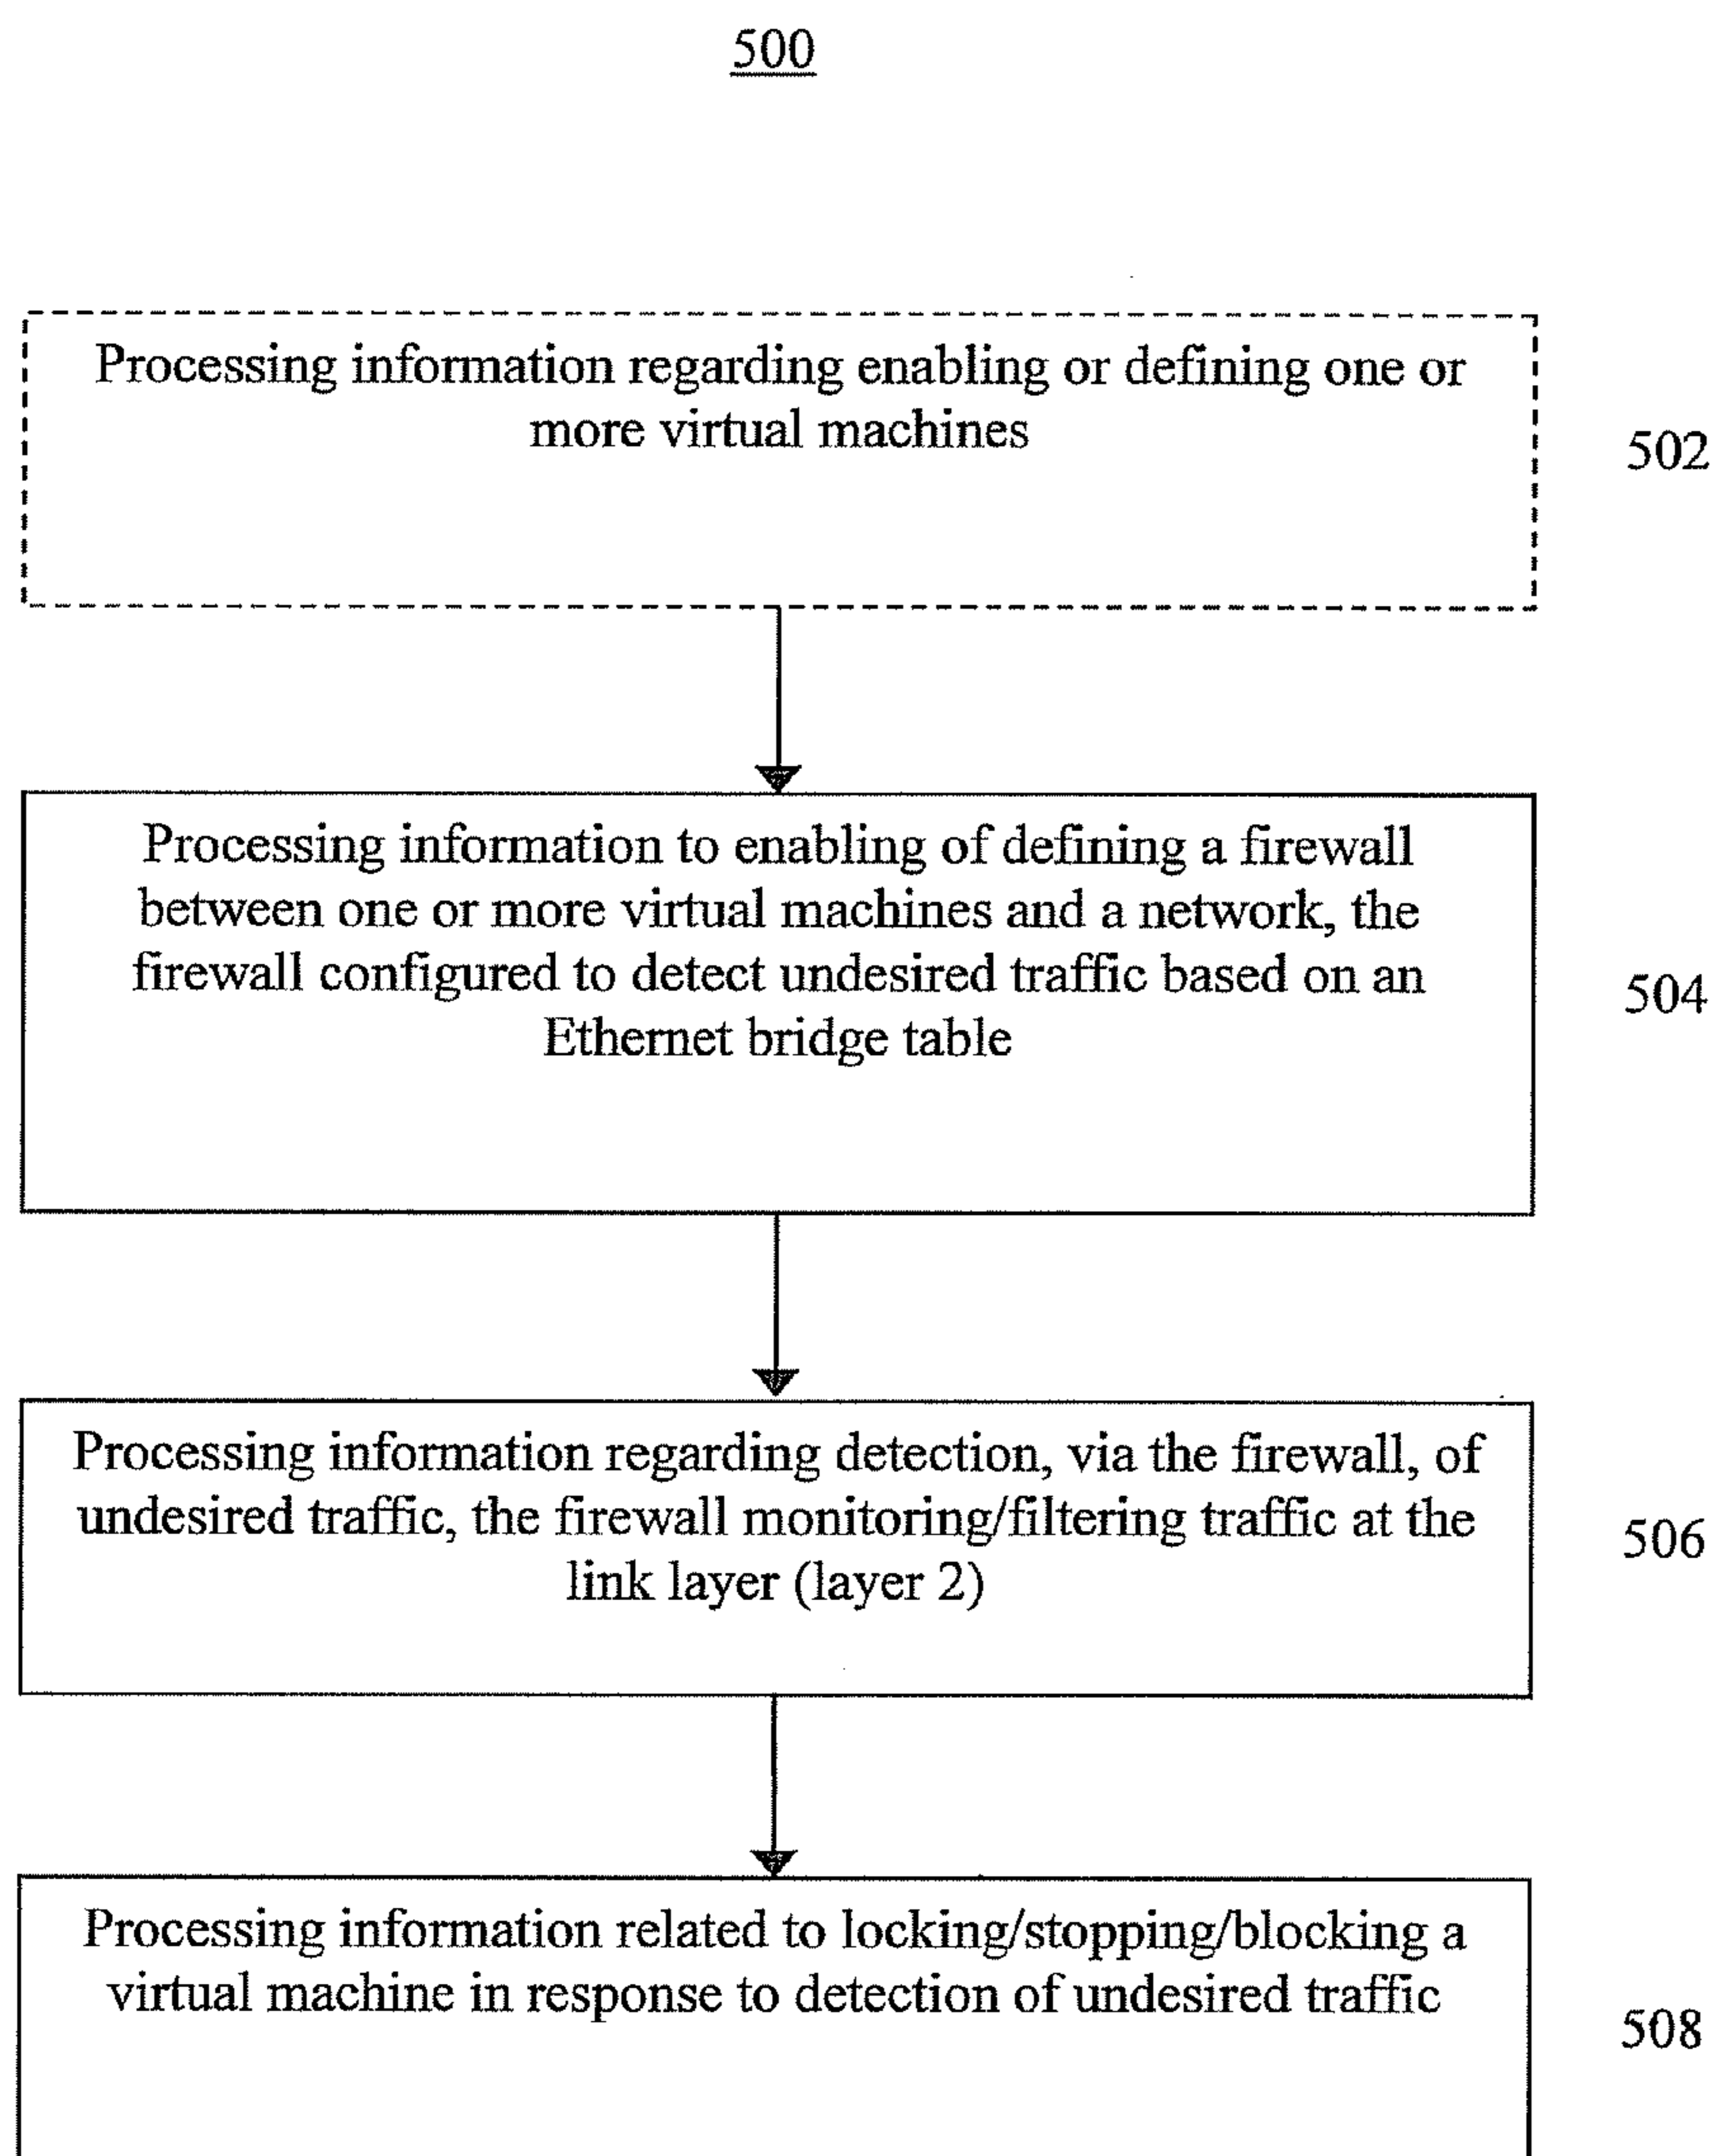 500
Processing information regarding enabling or defining one or
more virtual machines
502
Processing information to enabling of defining a firewall
between one or more virtual machines and a network, the
firewall configured to detect undesired traffic based on an
Ethernet bridge table
504
Processing information regarding detection, via the firewall, of
undesired traffic, the firewall monitoring/filtering traffic at the
link layer (layer 2)
506
Processing information related to locking/stopping/blocking a
virtual machine in response to detection of undesired traffic
508